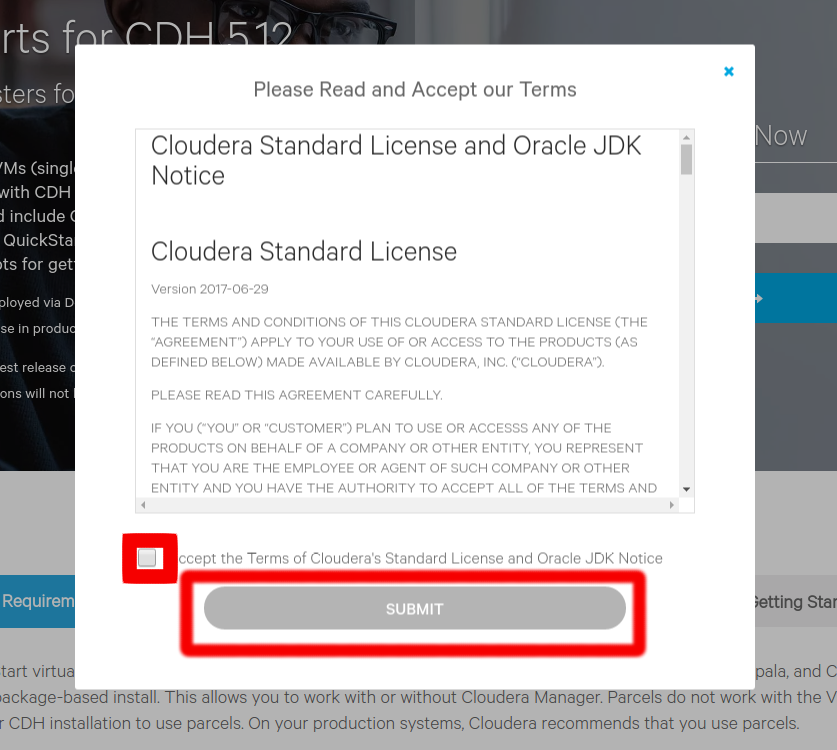 rts for CDH 5.12
sters fo
VMs (singl
with CDH
d include
QuickSta
ots for get
ployed via D
se in produc
est release
ions will not
Now
Please Read and Accept our Terms
Cloudera Standard License and Oracle JDK
Notice
Cloudera Standard License
Version 2017-06-29
THE TERMS AND CONDITIONS OF THIS CLOUDERA STANDARD LICENSE (THE
“AGREEMENT”) APPLY TO YOUR USE OF OR ACCESS TO THE PRODUCTS (AS
DEFINED BELOW) MADE AVAILABLE BY CLOUDERA, INC. (“CLOUDERA”).
PLEASE READ THIS AGREEMENT CAREFULLY.
IF YOU (“YOU” OR “CUSTOMER”) PLAN TO USE OR ACCESSS ANY OF THE
PRODUCTS ON BEHALF OF A COMPANY OR OTHER ENTITY, YOU REPRESENT
THAT YOU ARE THE EMPLOYEE OR AGENT OF SUCH COMPANY OR OTHER
ENTITY AND YOU HAVE THE AUTHORITY TO ACCEPT ALL OF THE TERMS AND
ccept the Terms of Cloudera's Standard License and Oracle JDK Notice
SUBMIT
Requirem
Getting Star
tart virtua
pala, and C
package-based install. This allows you to work with or without Cloudera Manager. Parcels do not work with the V
r CDH installation to use parcels. On your production systems, Cloudera recommends that you use parcels.